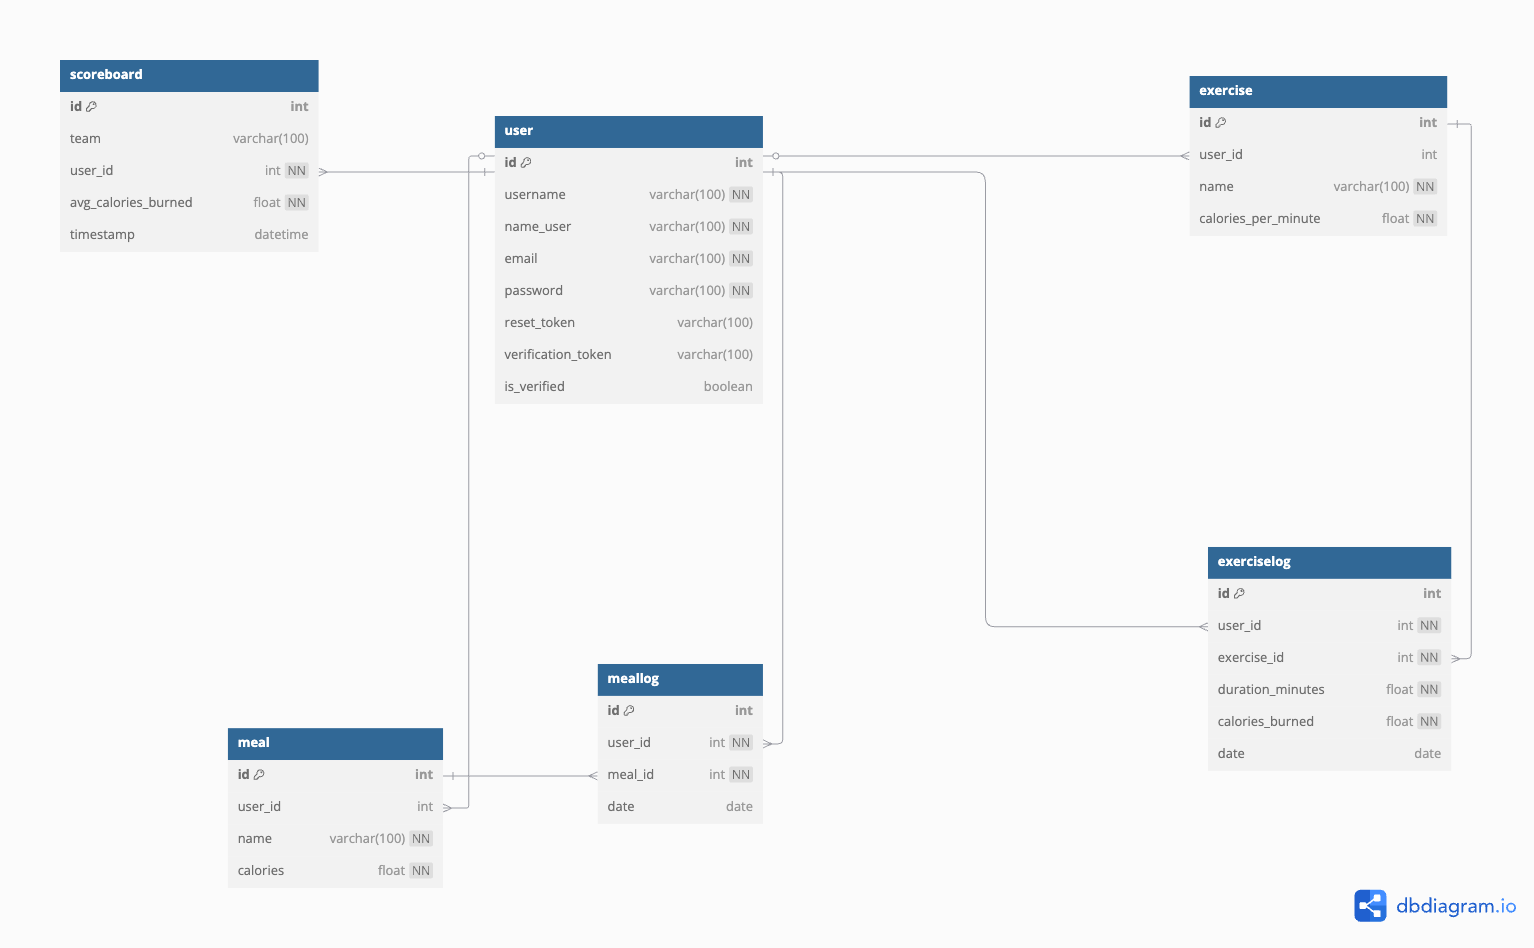 scoreboard
id int
team varchar(100)
user_id int NN
avg_calories_burned float NN
timestamp datetime
user
id int
username varchar(100) NN
name_user varchar(100) NN
email varchar(100) NN
password varchar(100) NN
reset_token varchar(100)
verification_token varchar(100)
is_verified boolean
exercise
id int
user_id int
name varchar(100) NN
calories_per_minute float NN
exerciselog
id int
user_id int NN
exercise_id int NN
duration_minutes float NN
calories_burned float NN
date date
meallog
id int
user_id int NN
meal_id int NN
date date
meal
id int
user_id int
name varchar(100) NN
calories float NN
dbdiagram.io